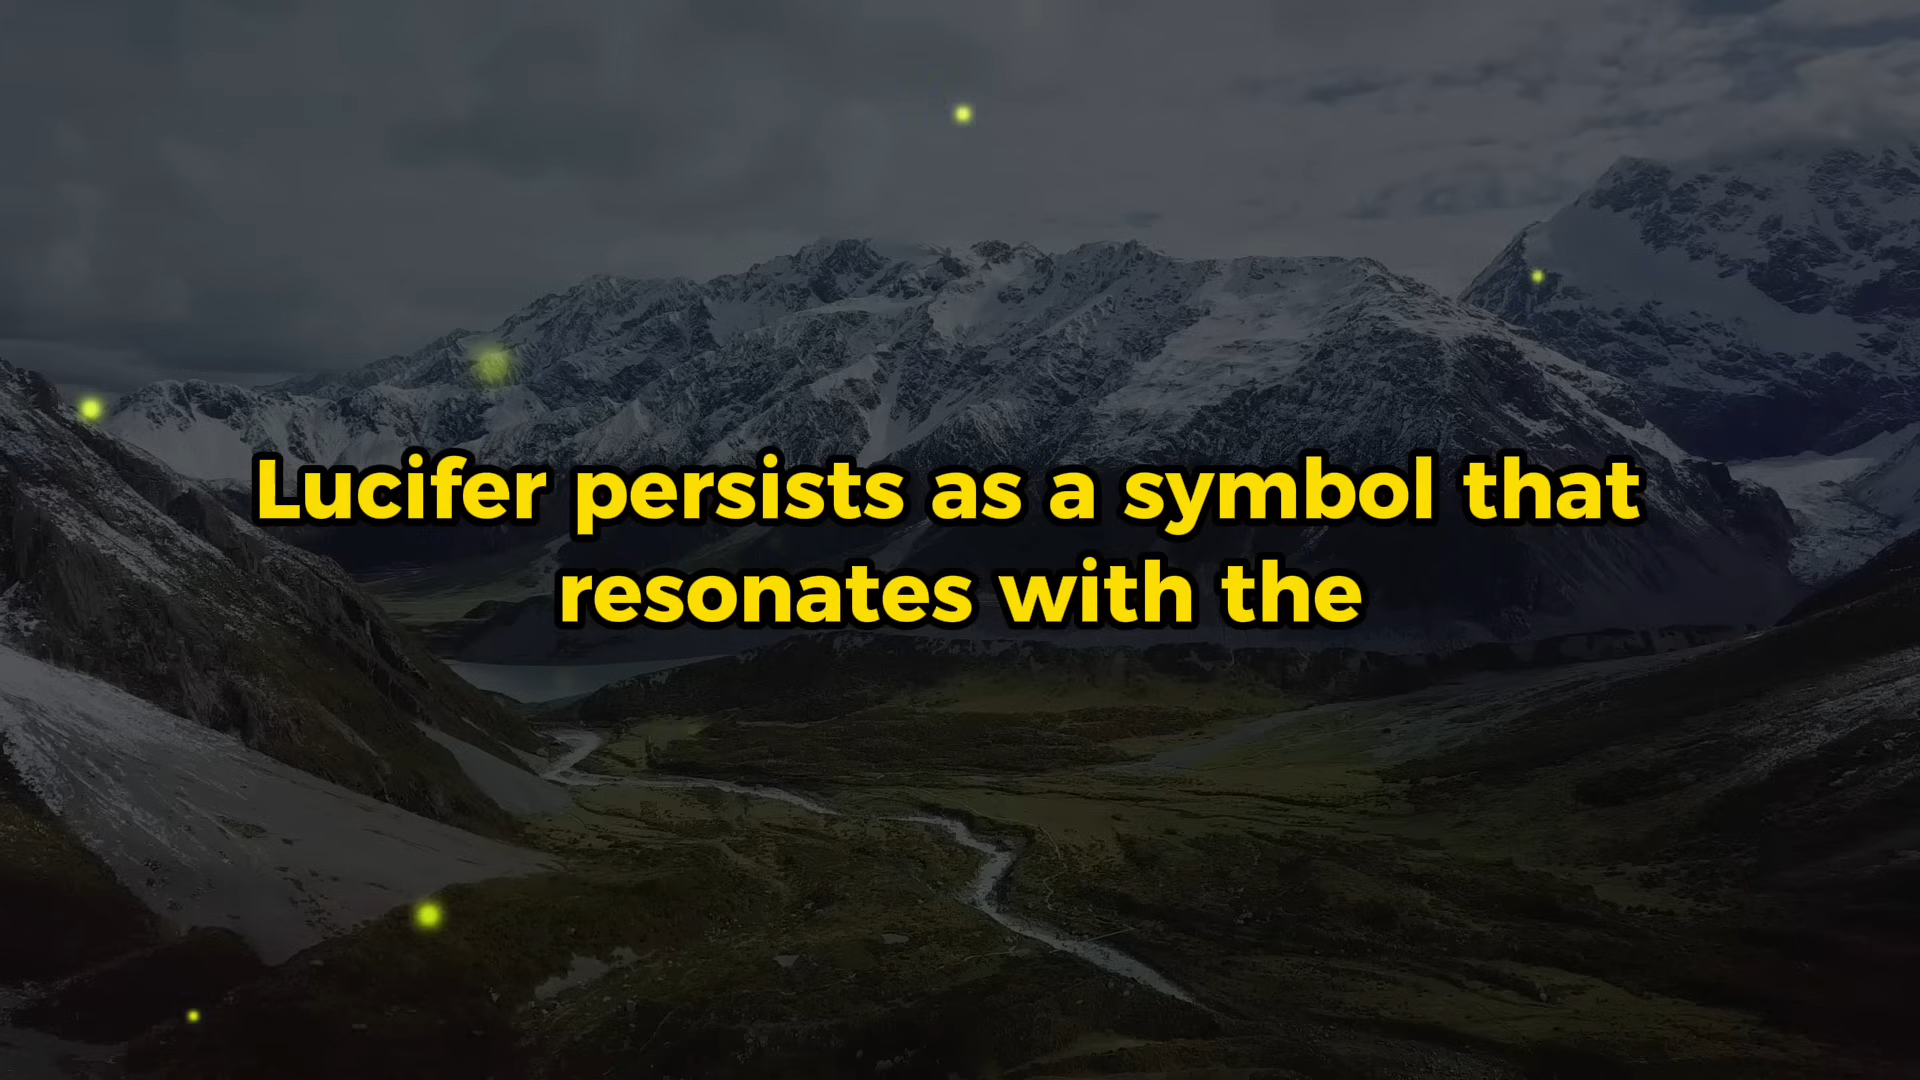 Lucifer persists as a symbol that
resonates with the